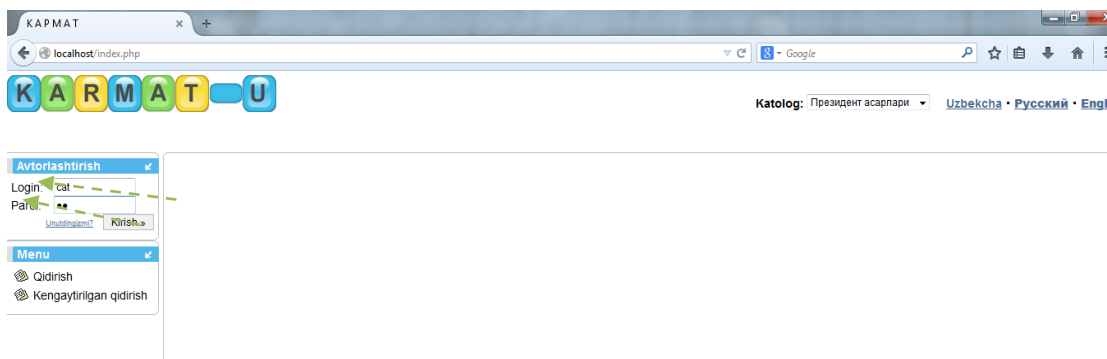 КАРМАТ
localhost/index.php
Google
KARMAT-U
Katolog: Президент асарлари Uzbekcha · Русский · Engl
Avtorlashtirish
Login: cat
Parol:
Unutdingizmi? Kirish »
Menu
Qidirish
Kengaytirilgan qidirish